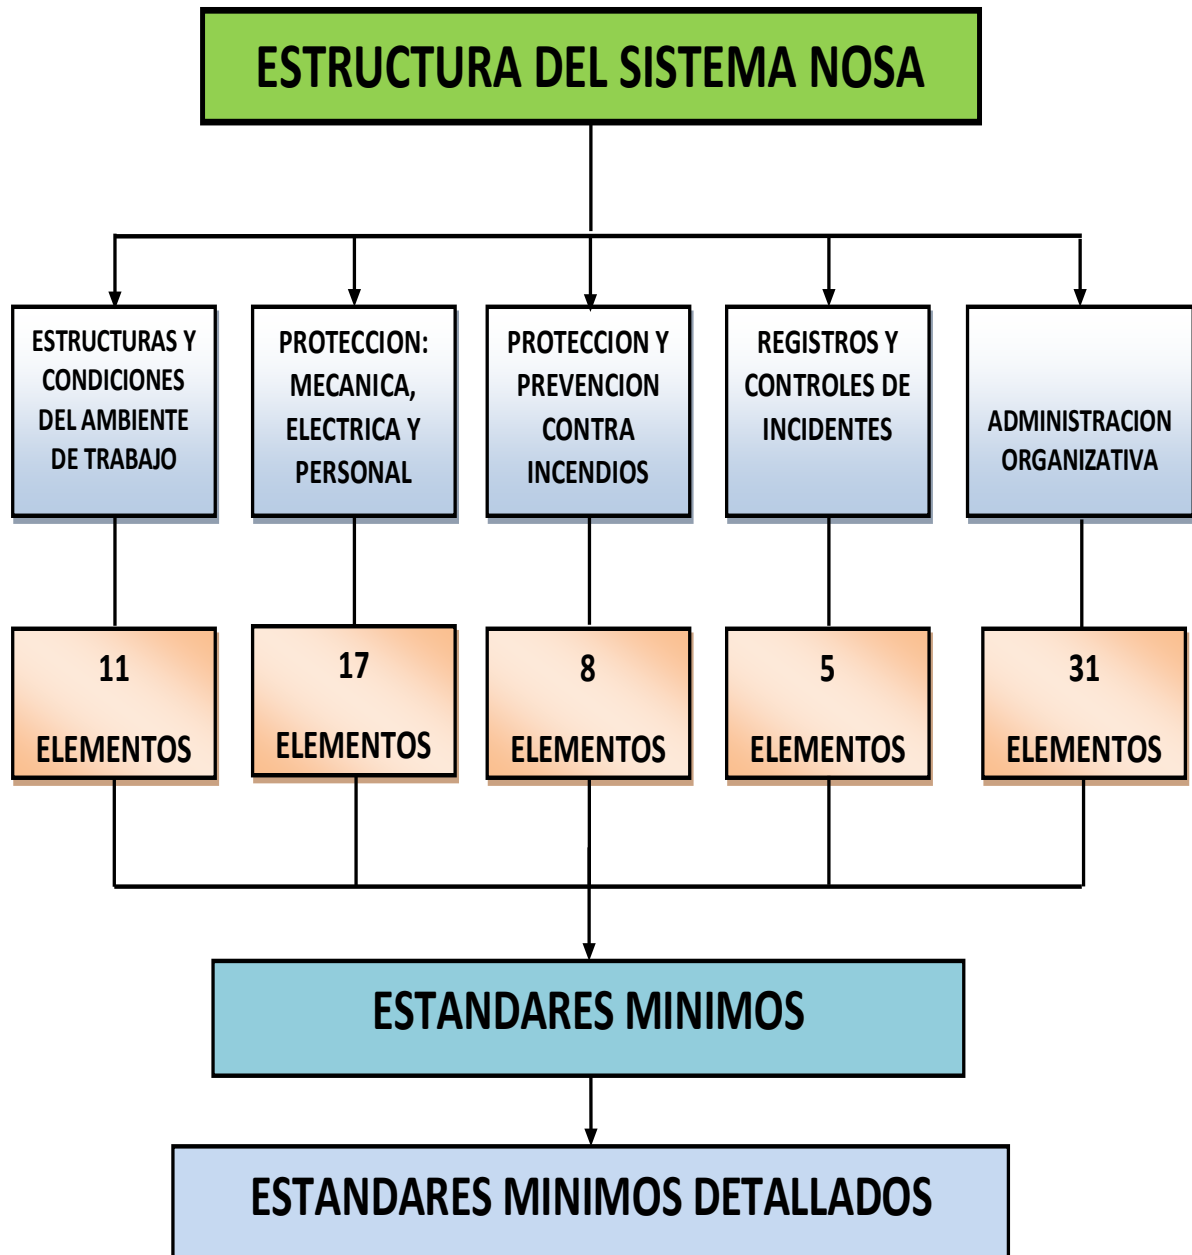 ESTRUCTURA DEL SISTEMA NOSA
ESTRUCTURAS Y
CONDICIONES
DEL AMBIENTE
DE TRABAJO
PROTECCION:
MECANICA,
ELECTRICA Y
PERSONAL
PROTECCION Y
PREVENCION
CONTRA
INCENDIOS
REGISTROS Y
CONTROLES DE
INCIDENTES
ADMINISTRACION
ORGANIZATIVA
11
ELEMENTOS
17
ELEMENTOS
8
ELEMENTOS
5
ELEMENTOS
31
ELEMENTOS
ESTANDARES MINIMOS
ESTANDARES MINIMOS DETALLADOS